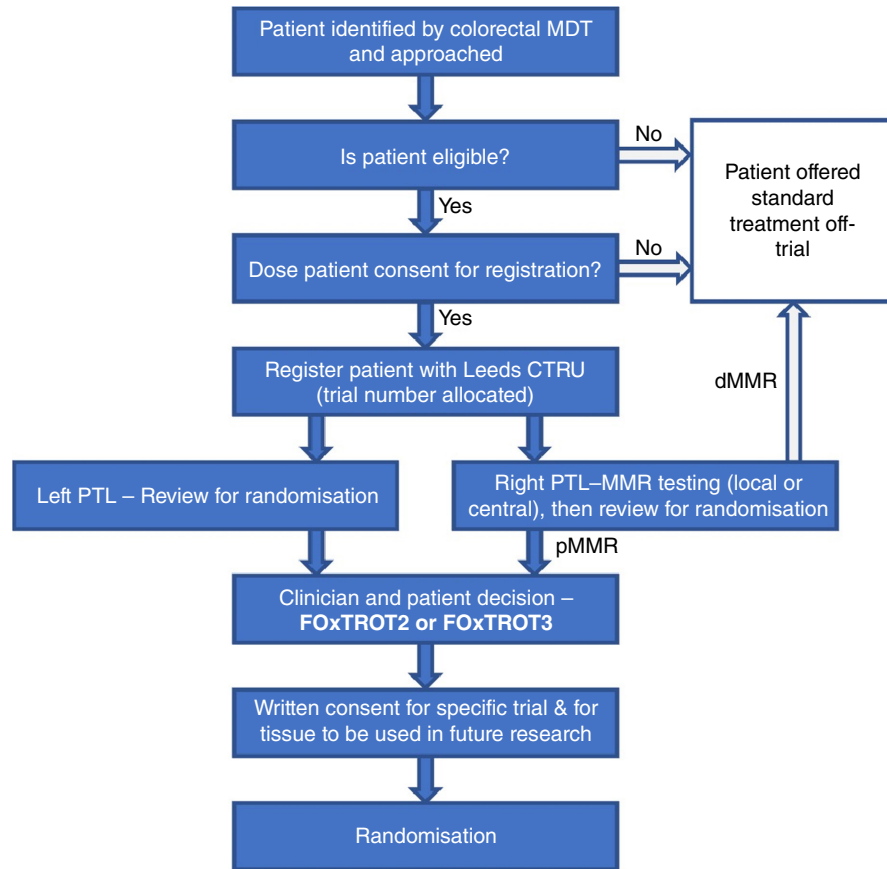 Patient identified by colorectal MDT
and approached
Is patient eligible?
No
Patient offered
standard
treatment off-
trial
Yes
Dose patient consent for registration?
No
Yes
Register patient with Leeds CTRU
(trial number allocated)
dMMR
Left PTL – Review for randomisation
Right PTL–MMR testing (local or
central), then review for randomisation
pMMR
Clinician and patient decision –
FOxTROT2 or FOxTROT3
Written consent for specific trial & for
tissue to be used in future research
Randomisation